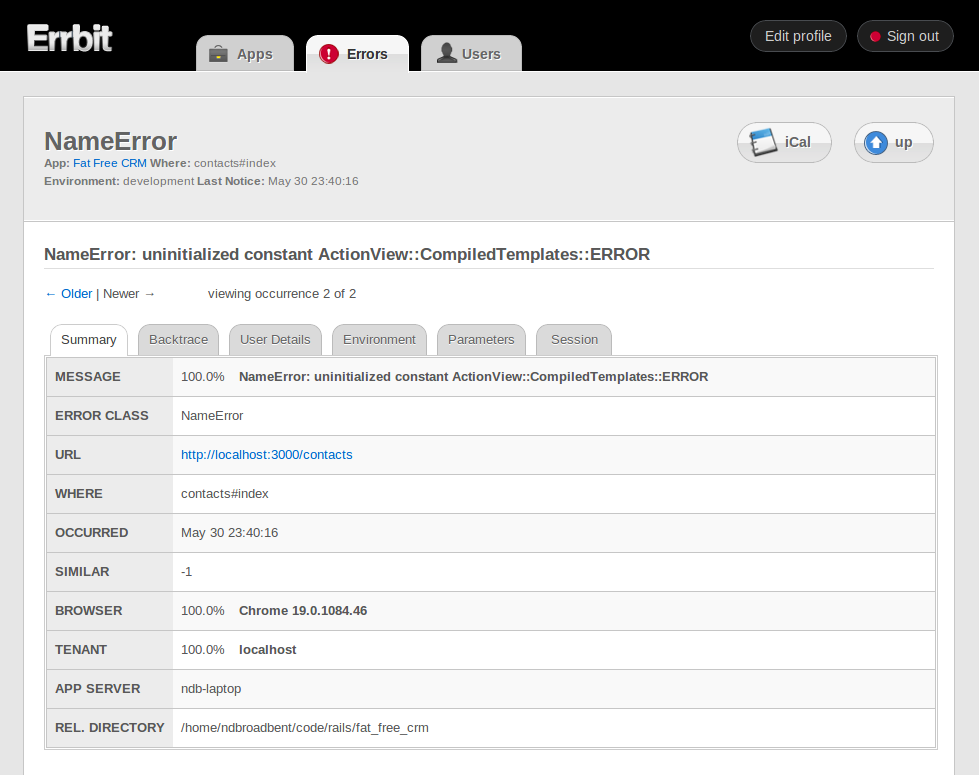 Errbit
Apps
Errors
Users
Edit profile
Sign out
NameError
App: Fat Free CRM Where: contacts#index
Environment: development Last Notice: May 30 23:40:16
iCal
up
NameError: uninitialized constant ActionView::CompiledTemplates::ERROR
← Older | Newer →
viewing occurrence 2 of 2
Summary
Backtrace
User Details
Environment
Parameters
Session
MESSAGE 100.0% NameError: uninitialized constant ActionView::CompiledTemplates::ERROR
ERROR CLASS NameError
URL http://localhost:3000/contacts
WHERE contacts#index
OCCURRED May 30 23:40:16
SIMILAR -1
BROWSER 100.0% Chrome 19.0.1084.46
TENANT 100.0% localhost
APP SERVER ndb-laptop
REL. DIRECTORY /home/ndbroadbent/code/rails/fat_free_crm